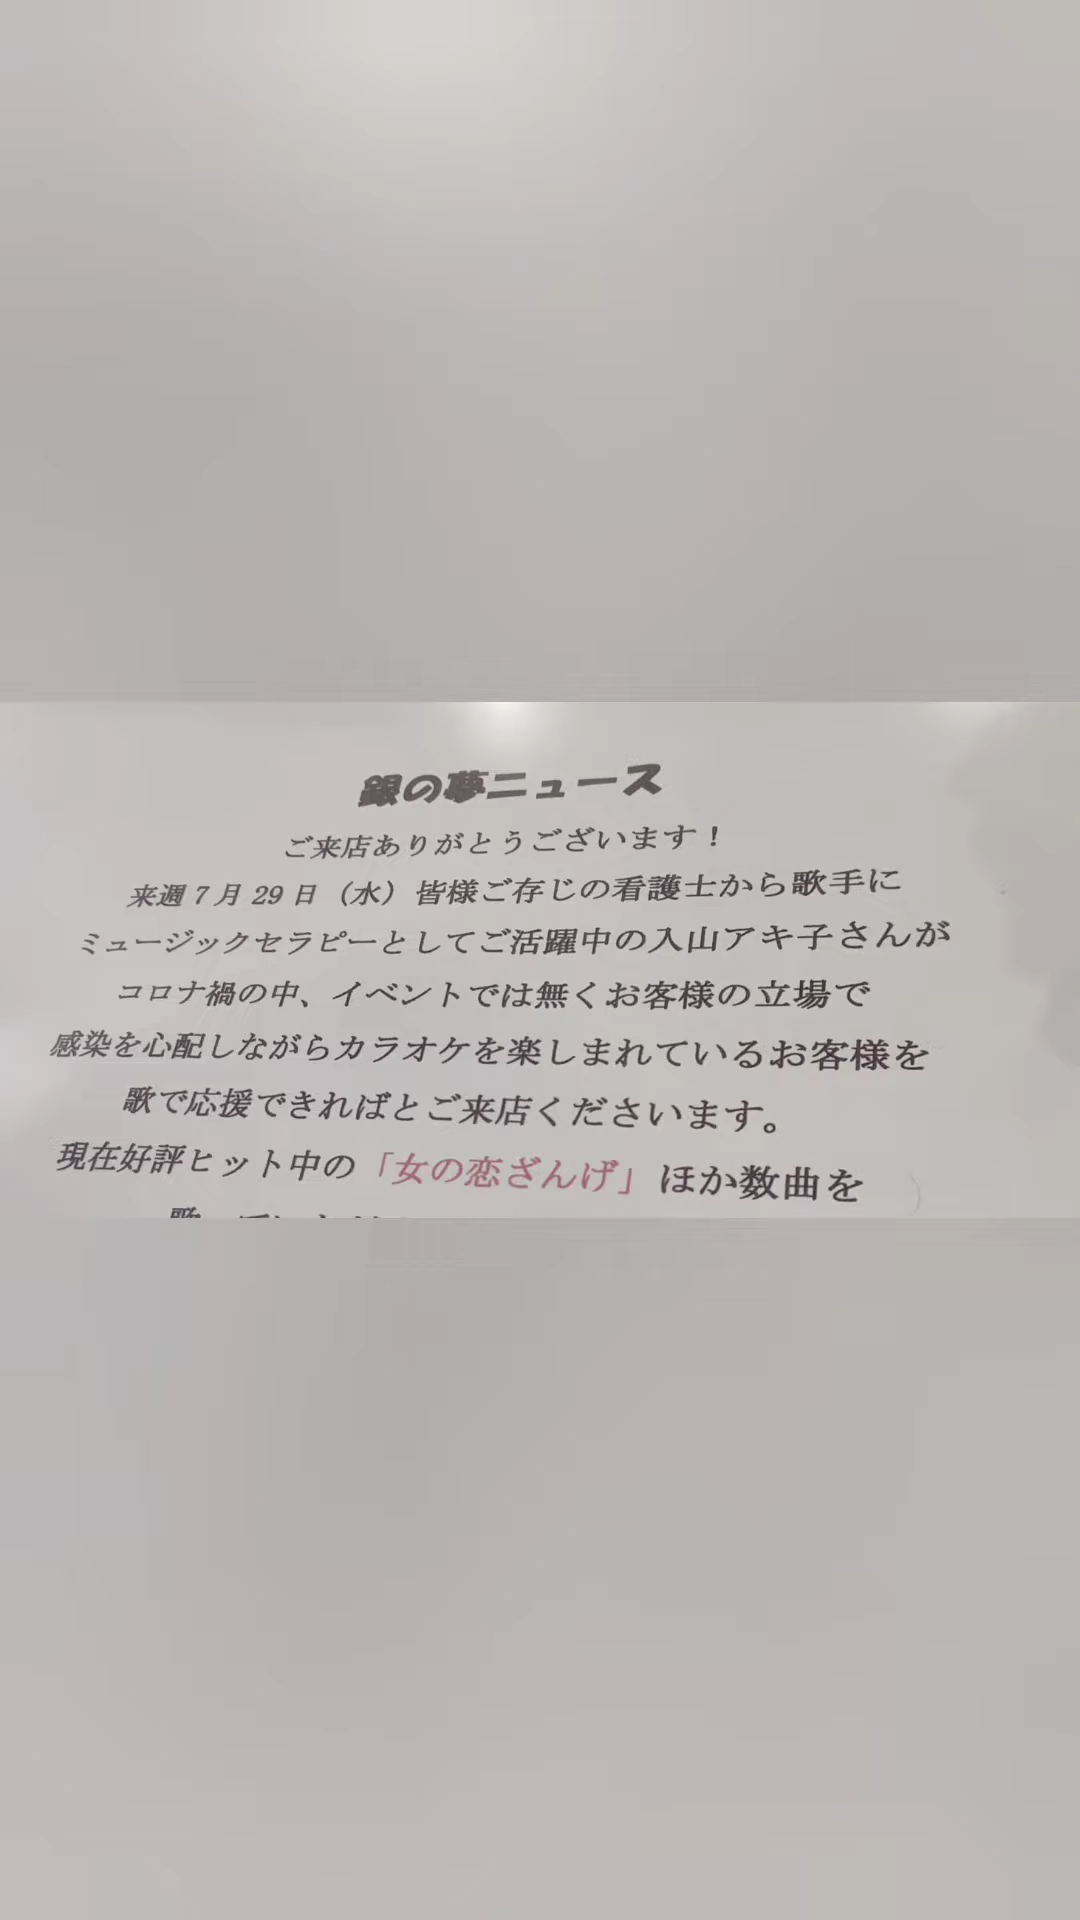 銀の夢ニュース
ご来店ありがとうございます！
来週7月29日（水）皆様ご存じの看護士から歌手に
ミュージックセラピーとしてご活躍中の入山アキ子さんが
コロナ禍の中、イベントでは無くお客様の立場で
感染を心配しながらカラオケを楽しまれているお客様を
歌で応援できればとご来店くださいます。
現在好評ヒット中の「女の恋ざんげ」ほか数曲を